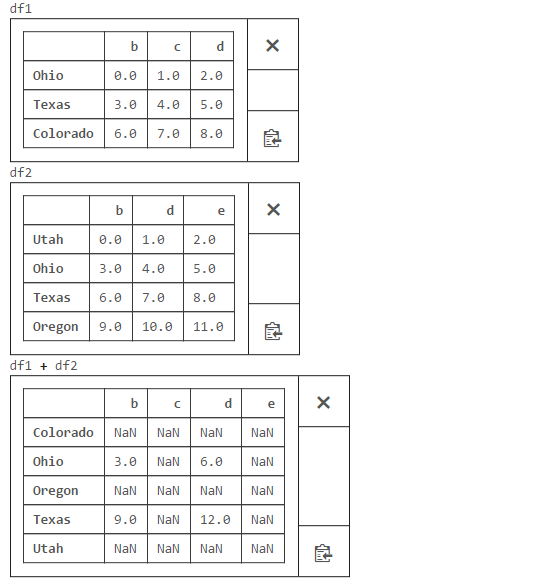 df1
b c d
Ohio 0.0 1.0 2.0
Texas 3.0 4.0 5.0
Colorado 6.0 7.0 8.0
df2
b d e
Utah 0.0 1.0 2.0
Ohio 3.0 4.0 5.0
Texas 6.0 7.0 8.0
Oregon 9.0 10.0 11.0
df1 + df2
b c d e
Colorado NaN NaN NaN NaN
Ohio 3.0 NaN 6.0 NaN
Oregon NaN NaN NaN NaN
Texas 9.0 NaN 12.0 NaN
Utah NaN NaN NaN NaN